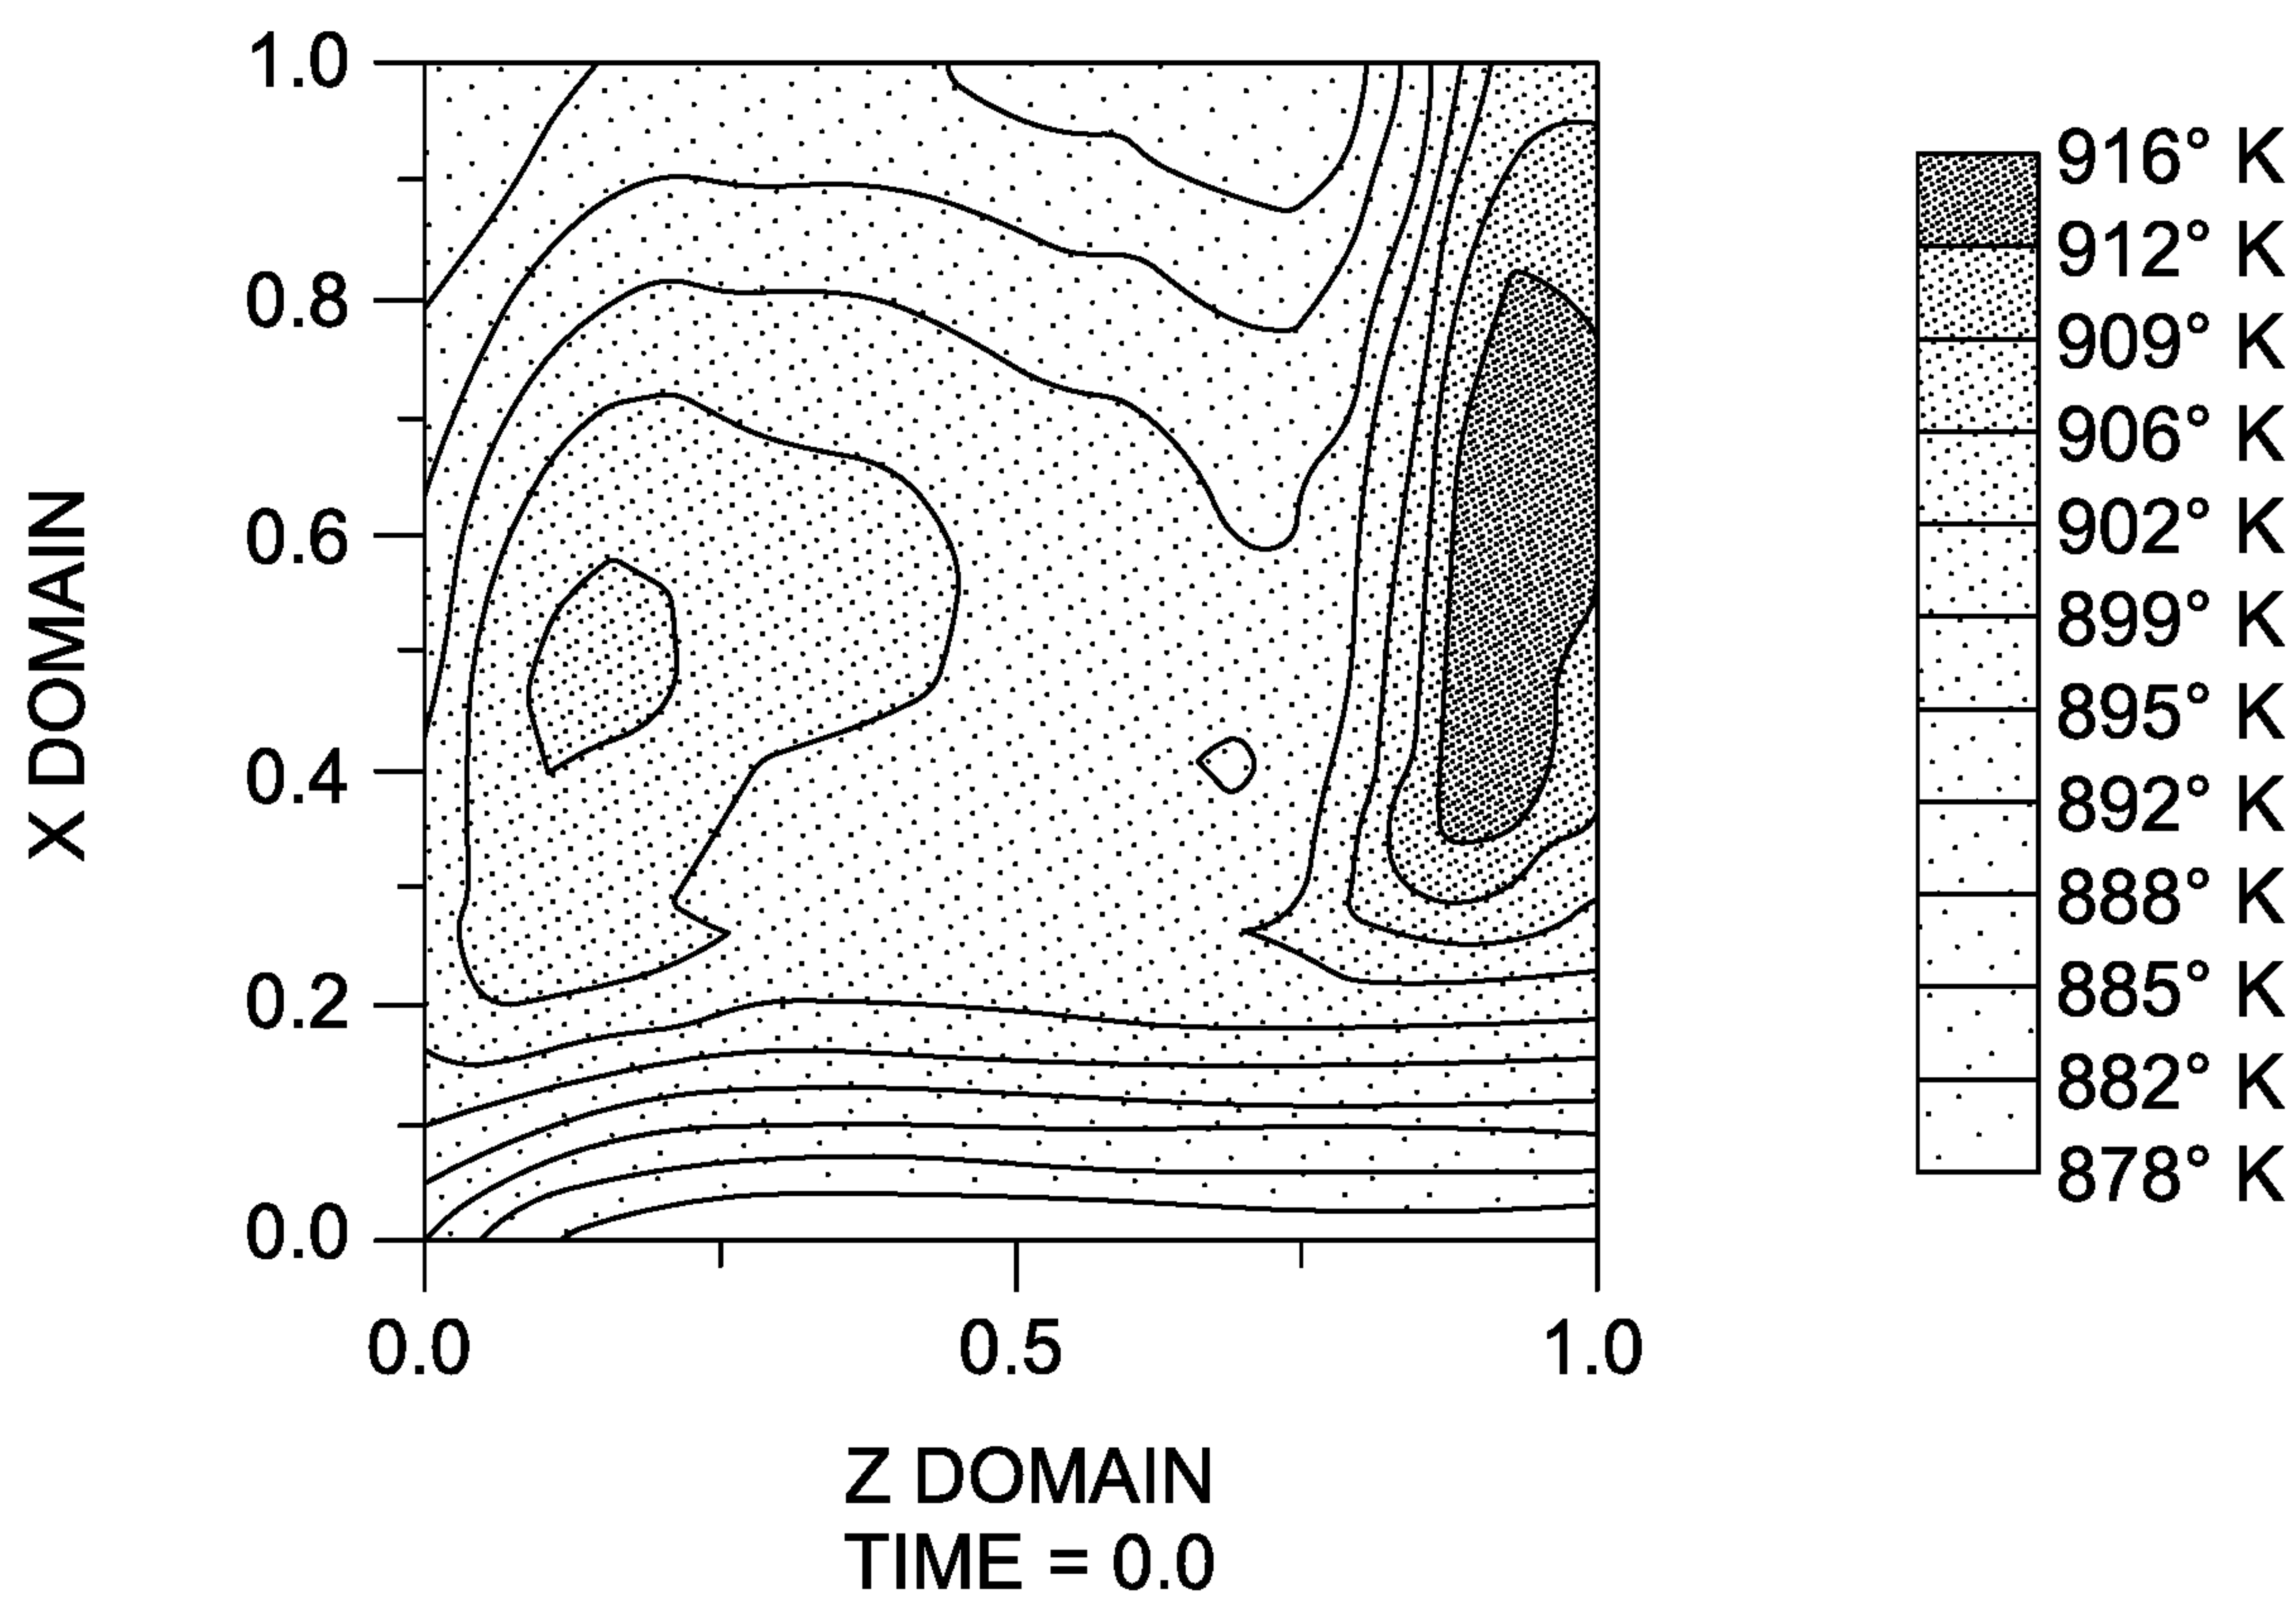 X DOMAIN
1.0
0.8
0.6
0.4
0.2
0.0
0.0 0.5 1.0
Z DOMAIN
TIME = 0.0
916° K
912° K
909° K
906° K
902° K
899° K
895° K
892° K
888° K
885° K
882° K
878° K